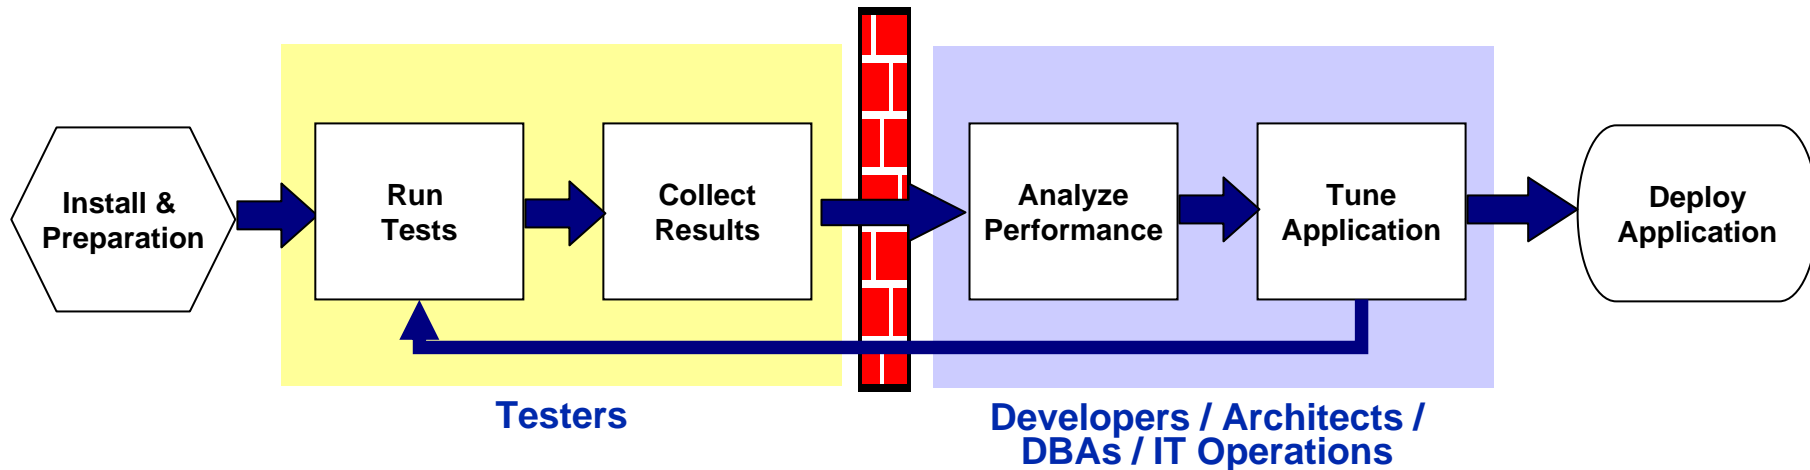 Install &
Preparation
Run
Tests
Collect
Results
Analyze
Performance
Tune
Application
Deploy
Application
Testers
Developers / Architects /
DBAs / IT Operations